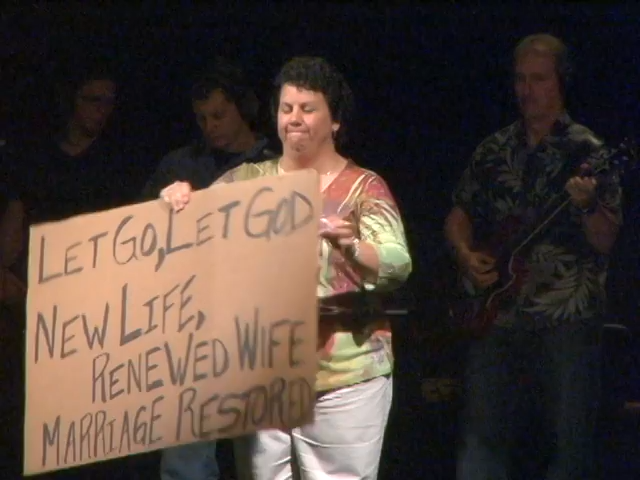 LET GO, LET GOD
NEW LIFE,
RENEWED WIFE
MARRIAGE RESTORED